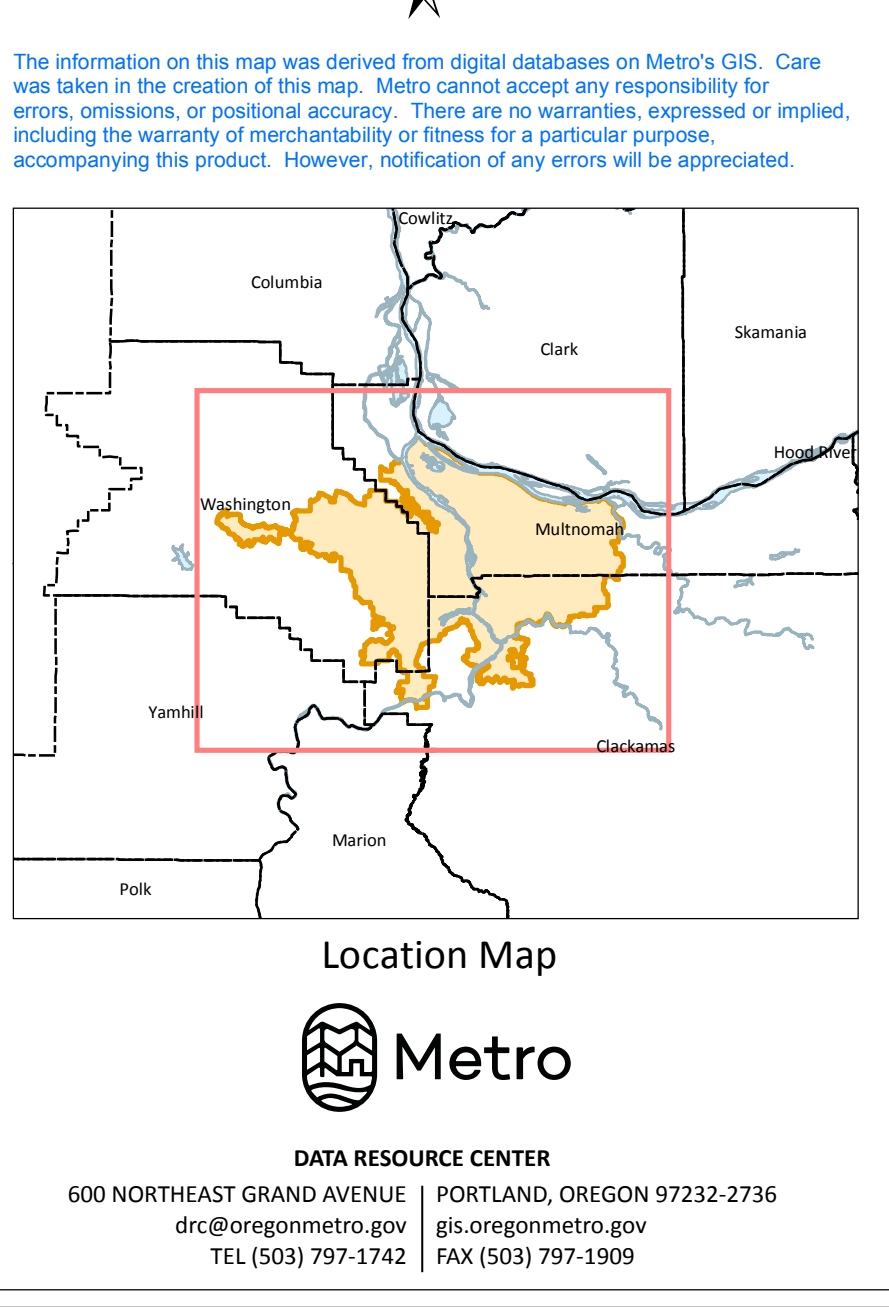 The information on this map was derived from digital databases on Metro's GIS.  Care
was taken in the creation of this map.  Metro cannot accept any responsibility for
errors, omissions, or positional accuracy.  There are no warranties, expressed or implied,
including the warranty of merchantability or fitness for a particular purpose,
accompanying this product.  However, notification of any errors will be appreciated.
Cowlitz
Columbia
Skamania
Clark
Hood River
Washington
Multnomah
Yamhill
Clackamas
Marion
Polk
Location Map
Metro
DATA RESOURCE CENTER
600 NORTHEAST GRAND AVENUE | PORTLAND, OREGON 97232-2736
drc@oregonmetro.gov | gis.oregonmetro.gov
TEL (503) 797-1742 | FAX (503) 797-1909